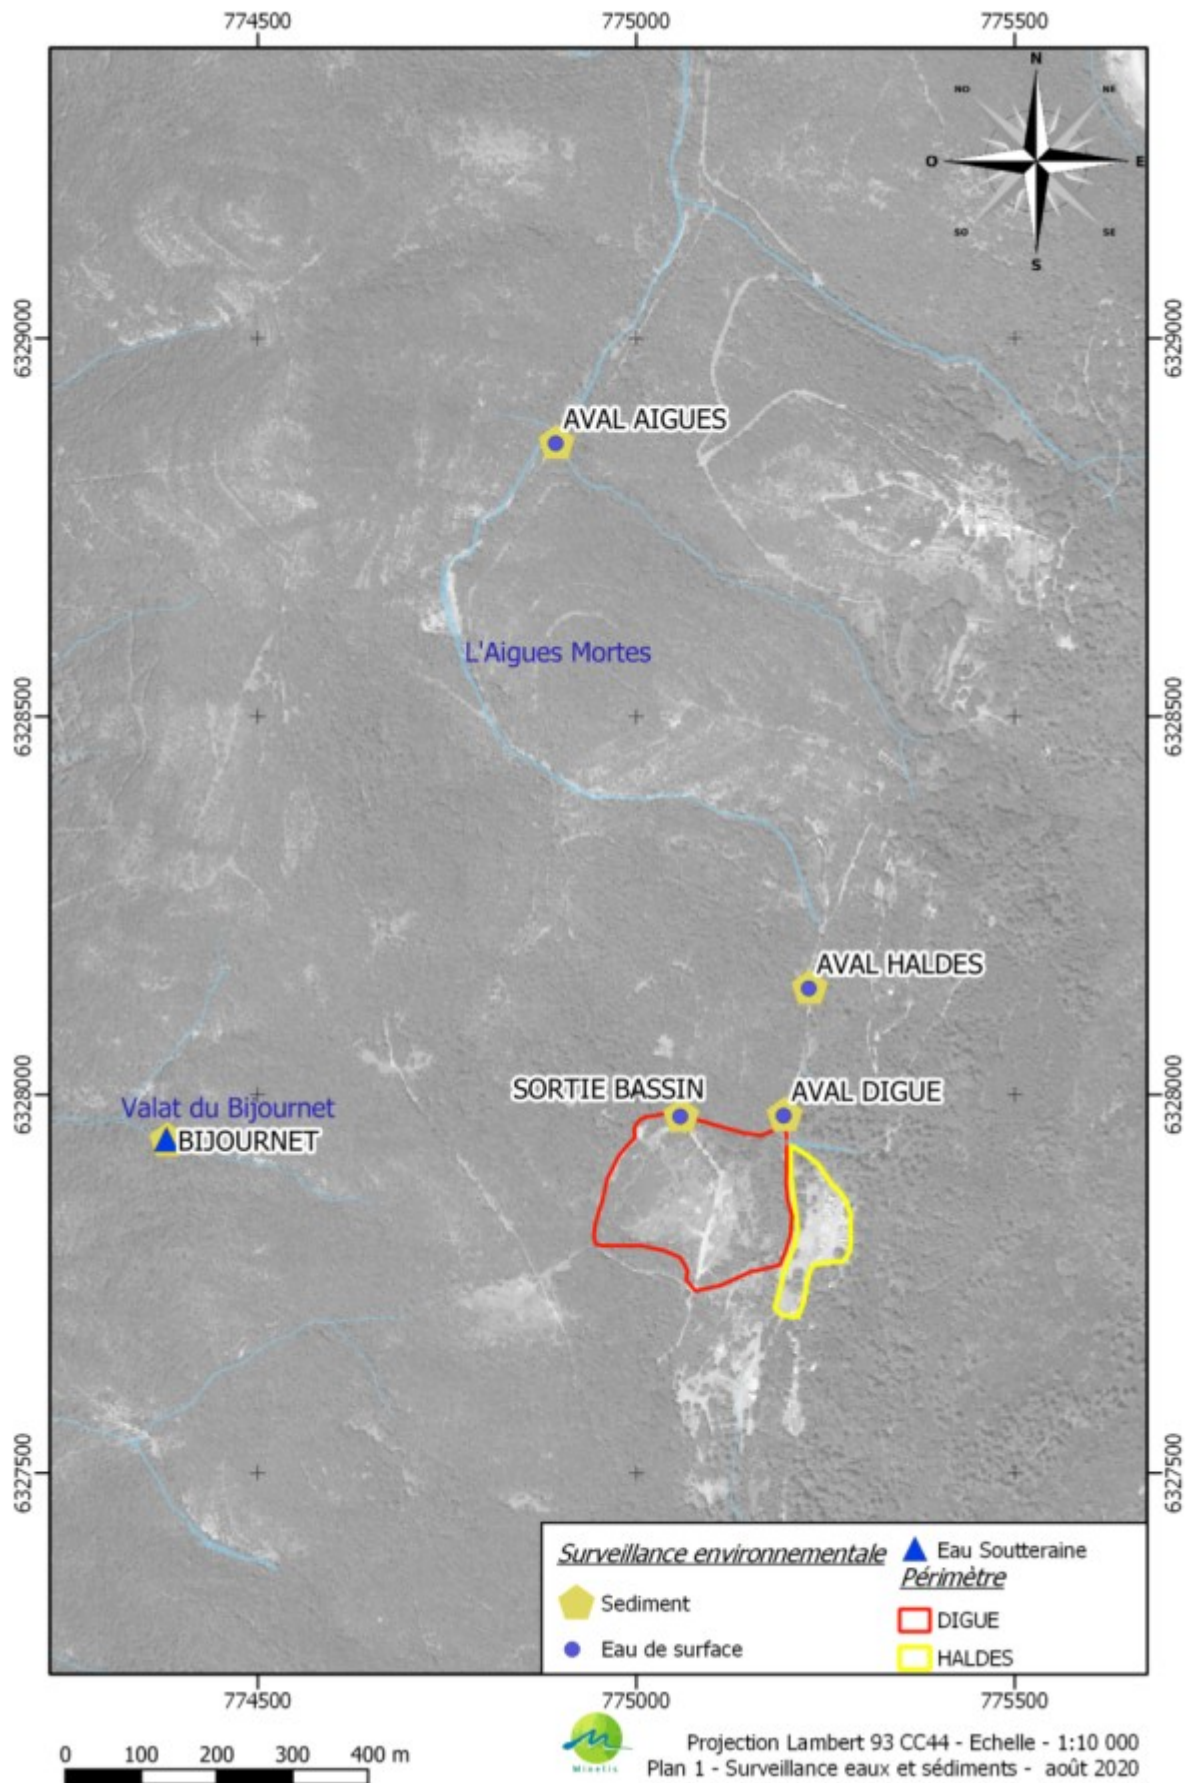 774500 775000 775500
N
NO NE
O E
SO SE
S
6329000 6329000
AVAL AIGUES
L'Aigues Mortes
6328500 6328500
AVAL HALDES
6328000 6328000
SORTIE BASSIN AVAL DIGUE
Valat du Bijournet
BIJOURNET
6327500 6327500
Surveillance environnementale
Sediment
Eau de surface
Eau Soutteraine
Périmètre
DIGUE
HALDES
774500 775000 775500
0 100 200 300 400 m
Minelis
Projection Lambert 93 CC44 - Echelle - 1:10 000
Plan 1 - Surveillance eaux et sédiments - août 2020